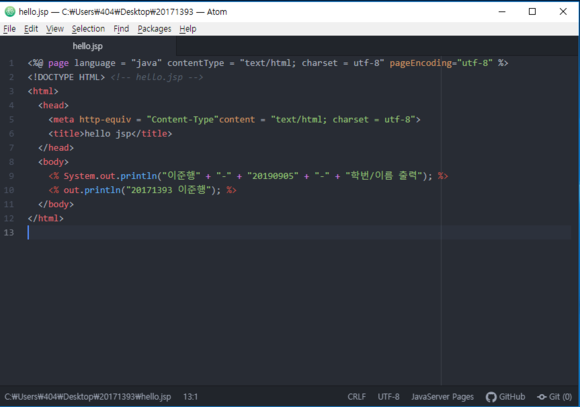 hello.jsp — C:₩Users₩404₩Desktop₩20171393 — Atom
File Edit View Selection Find Packages Help
hello.jsp
1 <%@ page language = "java" contentType = "text/html; charset = utf-8" pageEncoding="utf-8" %>
2 <!DOCTYPE HTML> <!-- hello.jsp -->
3 <html>
4 <head>
5 <meta http-equiv = "Content-Type"content = "text/html; charset = utf-8">
6 <title>hello jsp</title>
7 </head>
8 <body>
9 <% System.out.println("이준행" + "-" + "20190905" + "-" + "학번/이름 출력"); %>
10 <% out.println("20171393 이준행"); %>
11 </body>
12 </html>
13
C:₩Users₩404₩Desktop₩20171393₩hello.jsp 13:1 CRLF UTF-8 JavaServer Pages GitHub Git (0)